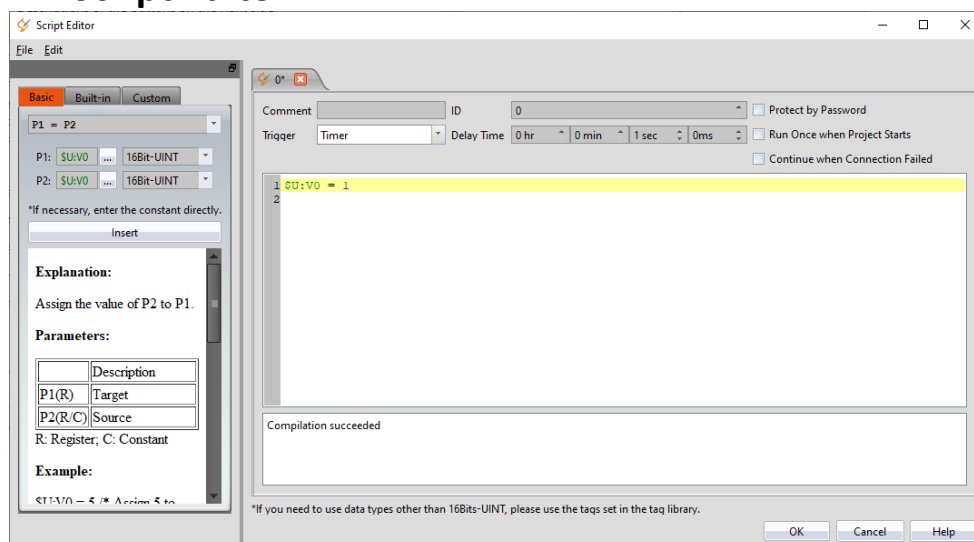 Script Editor
File Edit
Basic Built-in Custom
P1 = P2
P1: $U:V0 ... 16Bit-UINT
P2: $U:V0 ... 16Bit-UINT
*If necessary, enter the constant directly.
Insert
Explanation:
Assign the value of P2 to P1.
Parameters:
Description
P1(R) Target
P2(R/C) Source
R: Register; C: Constant
Example:
$U:V0 = 5 /* Assign 5 to
0*
Comment ID 0 Protect by Password
Trigger Timer Delay Time 0 hr 0 min 1 sec 0ms Run Once when Project Starts
Continue when Connection Failed
1 $U:V0 = 1
2
Compilation succeeded
*If you need to use data types other than 16Bits-UINT, please use the tags set in the tag library.
OK Cancel Help